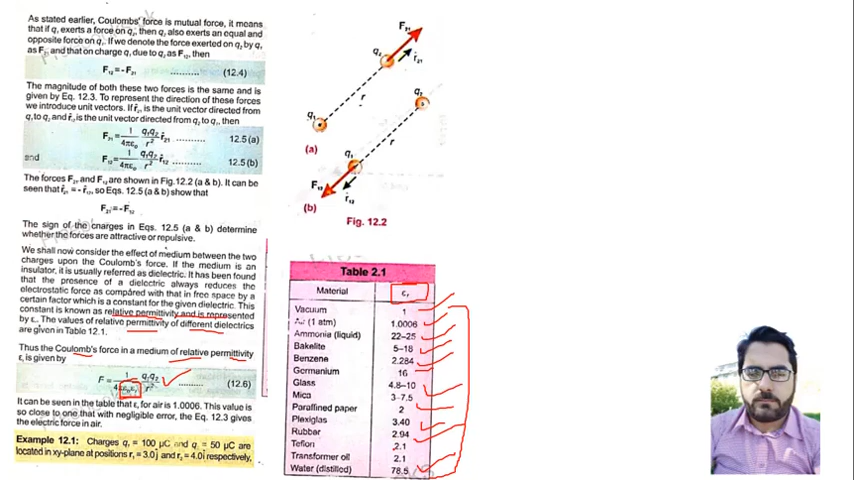 As stated earlier, Coulombs' force is mutual force, it means
that if q₁ exerts a force on q₂, then q₂ also exerts an equal and
opposite force on q₁. If we denote the force exerted on q₂ by q₁
as F₂₁ and that on charge q₁ due to q₂ as F₁₂, then
F₁₂ = -F₂₁ .......... (12.4)
The magnitude of both these two forces is the same and is
given by Eq. 12.3. To represent the direction of these forces
we introduce unit vectors. If r̂₂₁ is the unit vector directed from
q₁ to q₂ and r̂₁₂ is the unit vector directed from q₂ to q₁, then
F₂₁ = 1/4πε₀ q₁q₂/r² r̂₂₁ .......... 12.5 (a)
and F₁₂ = 1/4πε₀ q₁q₂/r² r̂₁₂ .......... 12.5 (b)
The forces F₂₁ and F₁₂ are shown in Fig. 12.2 (a & b). It can be
seen that r̂₂₁ = - r̂₁₂, so Eqs. 12.5 (a & b) show that
F₂₁ = -F₁₂
The sign of the charges in Eqs. 12.5 (a & b) determine
whether the forces are attractive or repulsive.
We shall now consider the effect of medium between the two
charges upon the Coulomb's force. If the medium is an
insulator, it is usually referred as dielectric. It has been found
that the presence of a dielectric always reduces the
electrostatic force as compared with that in free space by a
certain factor which is a constant for the given dielectric. This
constant is known as relative permittivity and is represented
by εᵣ. The values of relative permittivity of different dielectrics
are given in Table 12.1.
Thus the Coulomb's force in a medium of relative permittivity
εᵣ is given by
F = 1/4πε₀εᵣ q₁q₂/r² .......... (12.6)
It can be seen in the table that εᵣ for air is 1.0006. This value is
so close to one that with negligible error, the Eq. 12.3 gives
the electric force in air.
Example 12.1: Charges q₁ = 100 μC and q₂ = 50 μC are
located in xy-plane at positions r₁ = 3.0ĵ and r₂ = 4.0î respectively,
F₂₁
q₂
r̂₂₁
r
q₁
(a)
q₂
r
q₁
F₁₂
r̂₁₂
(b)
Fig. 12.2
Table 2.1
Material εᵣ
Vacuum 1
Air (1 atm) 1.0006
Ammonia (liquid) 22-25
Bakelite 5-18
Benzene 2.284
Germanium 16
Glass 4.8-10
Mica 3-7.5
Paraffined paper 2
Plexiglas 3.40
Rubber 2.94
Teflon 2.1
Transformer oil 2.1
Water (distilled) 78.5